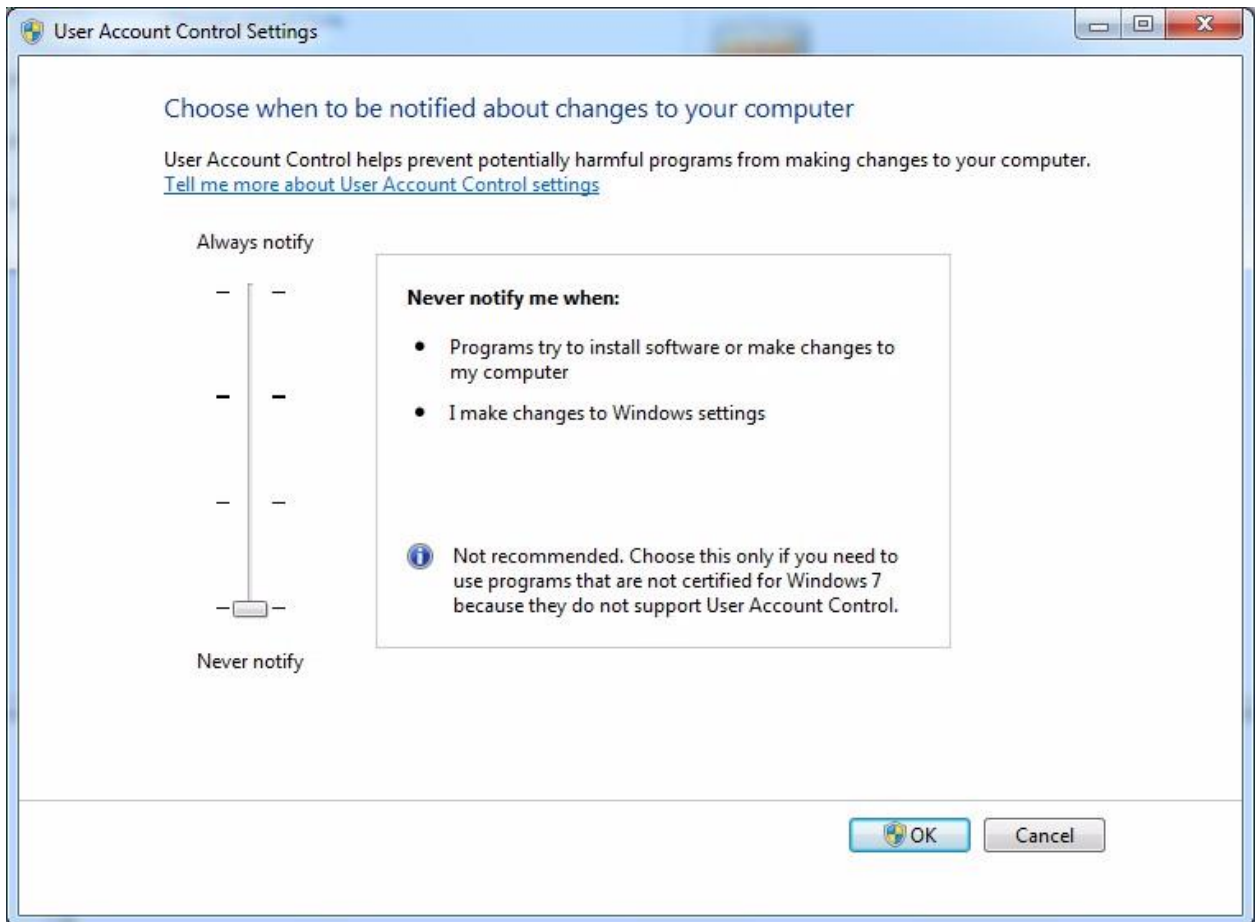 User Account Control Settings
Choose when to be notified about changes to your computer
User Account Control helps prevent potentially harmful programs from making changes to your computer.
Tell me more about User Account Control settings
Always notify
Never notify me when:
• Programs try to install software or make changes to
my computer
• I make changes to Windows settings
Not recommended. Choose this only if you need to
use programs that are not certified for Windows 7
because they do not support User Account Control.
Never notify
OK
Cancel